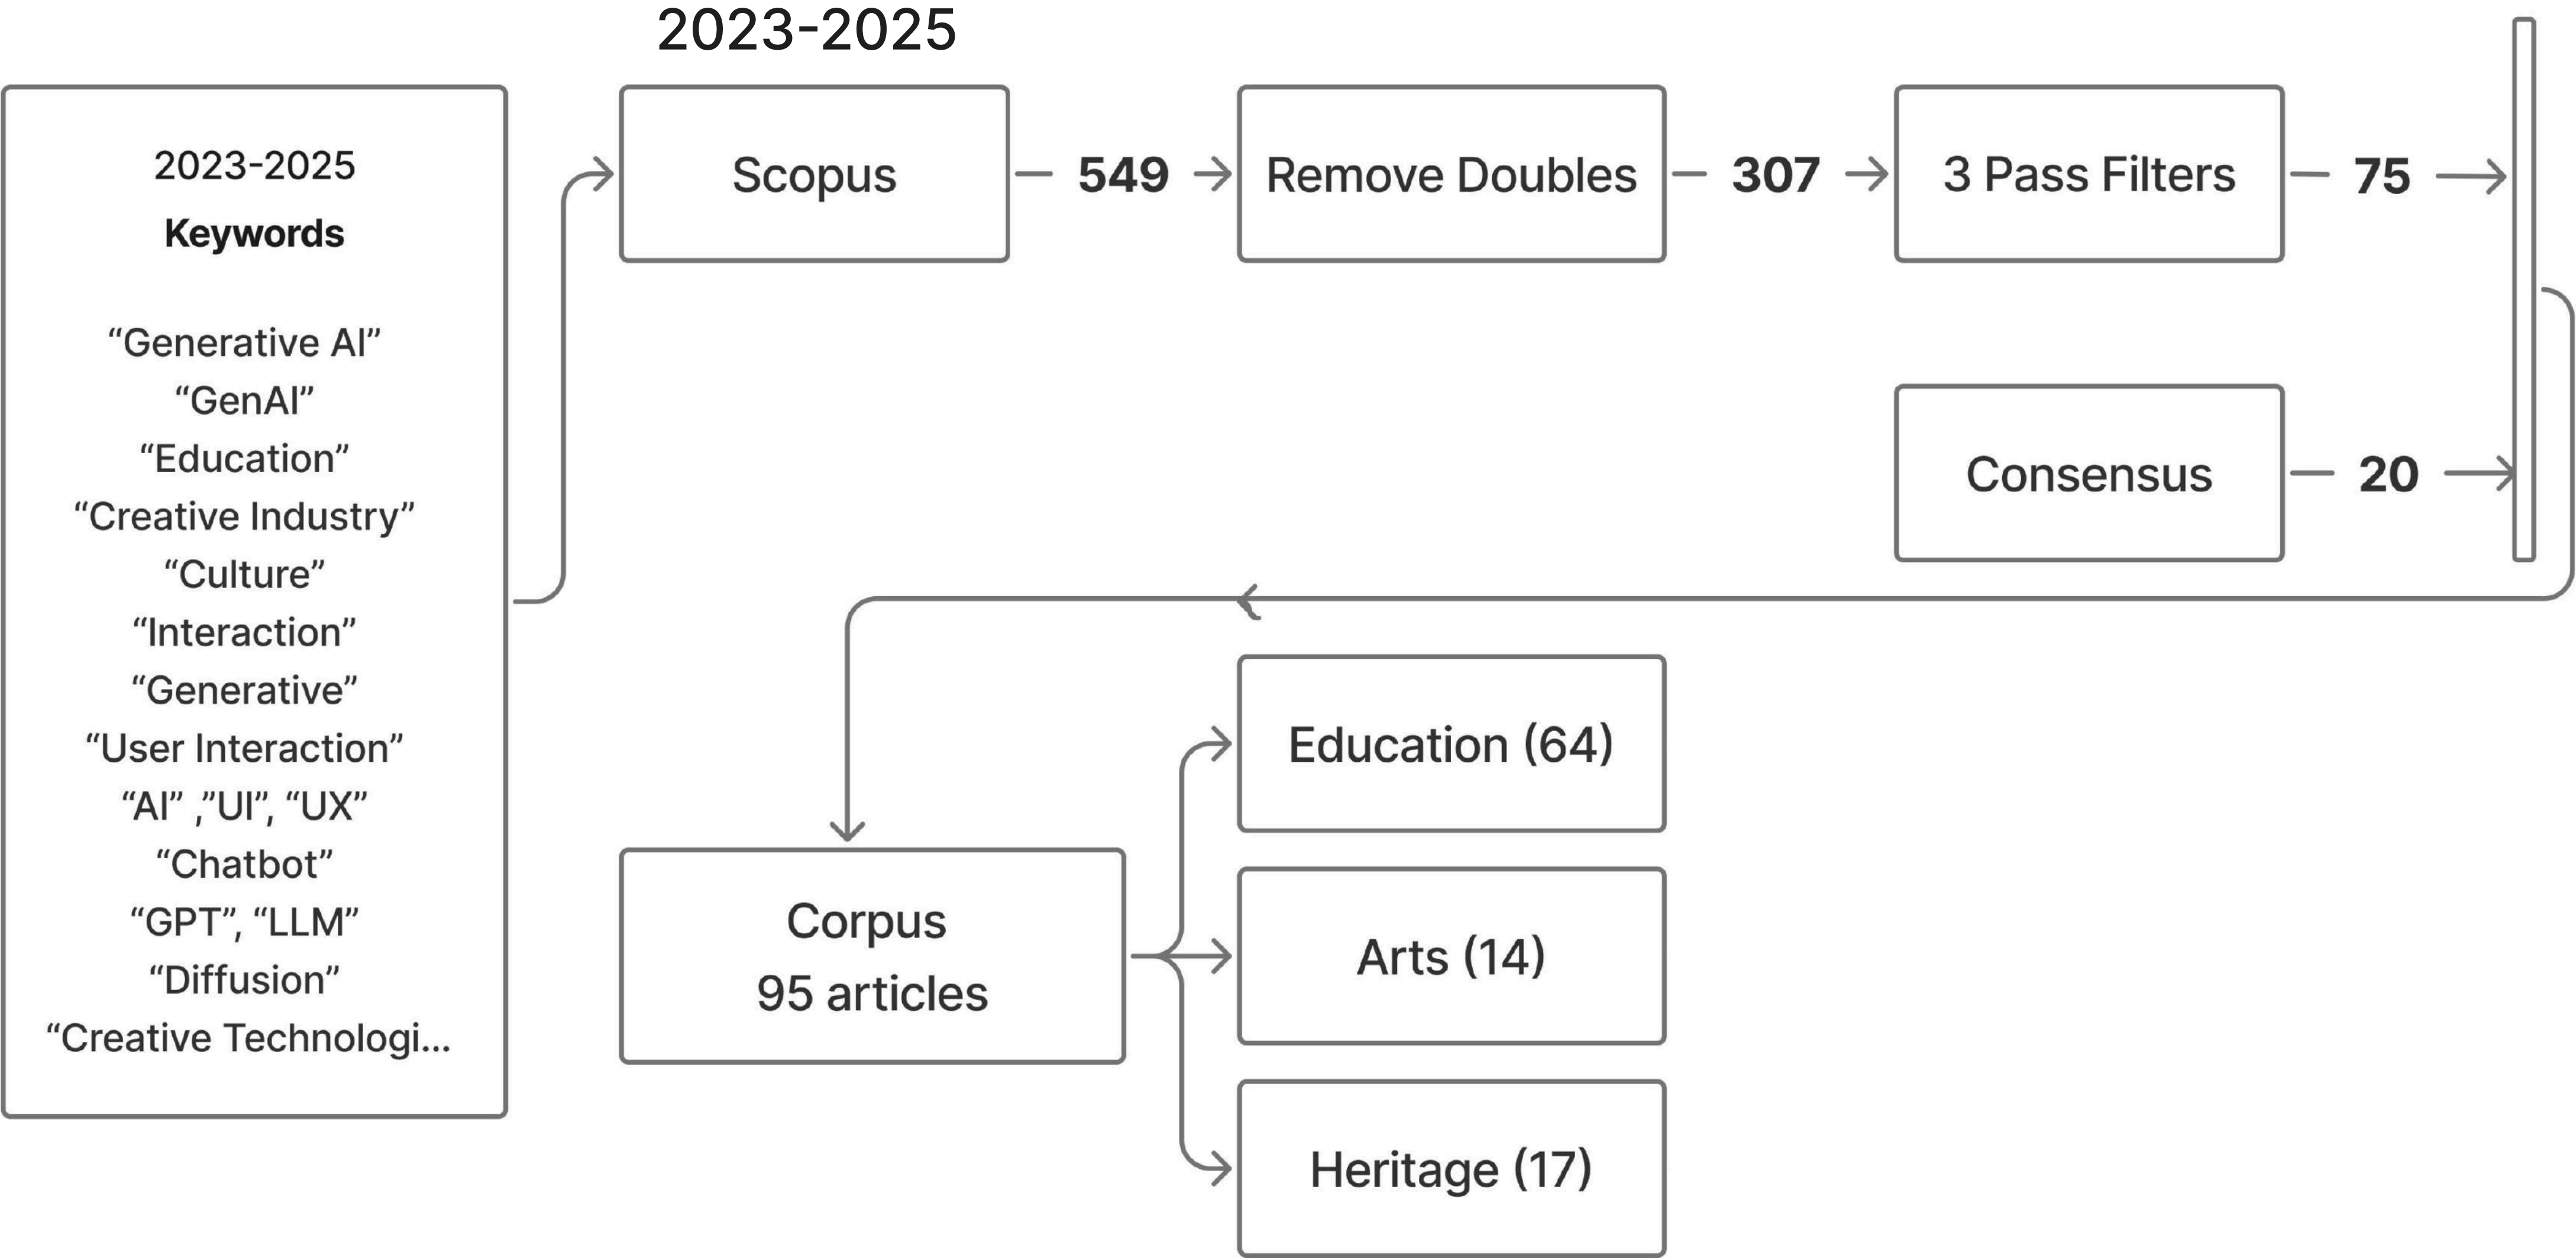 2023-2025
2023-2025
Keywords
“Generative AI”
“GenAI”
“Education”
“Creative Industry”
“Culture”
“Interaction”
“Generative”
“User Interaction”
“AI” ,”UI”, “UX”
“Chatbot”
“GPT”, “LLM”
“Diffusion”
“Creative Technologi...
Scopus
549
Remove Doubles
307
3 Pass Filters
75
Consensus
20
Corpus
95 articles
Education (64)
Arts (14)
Heritage (17)